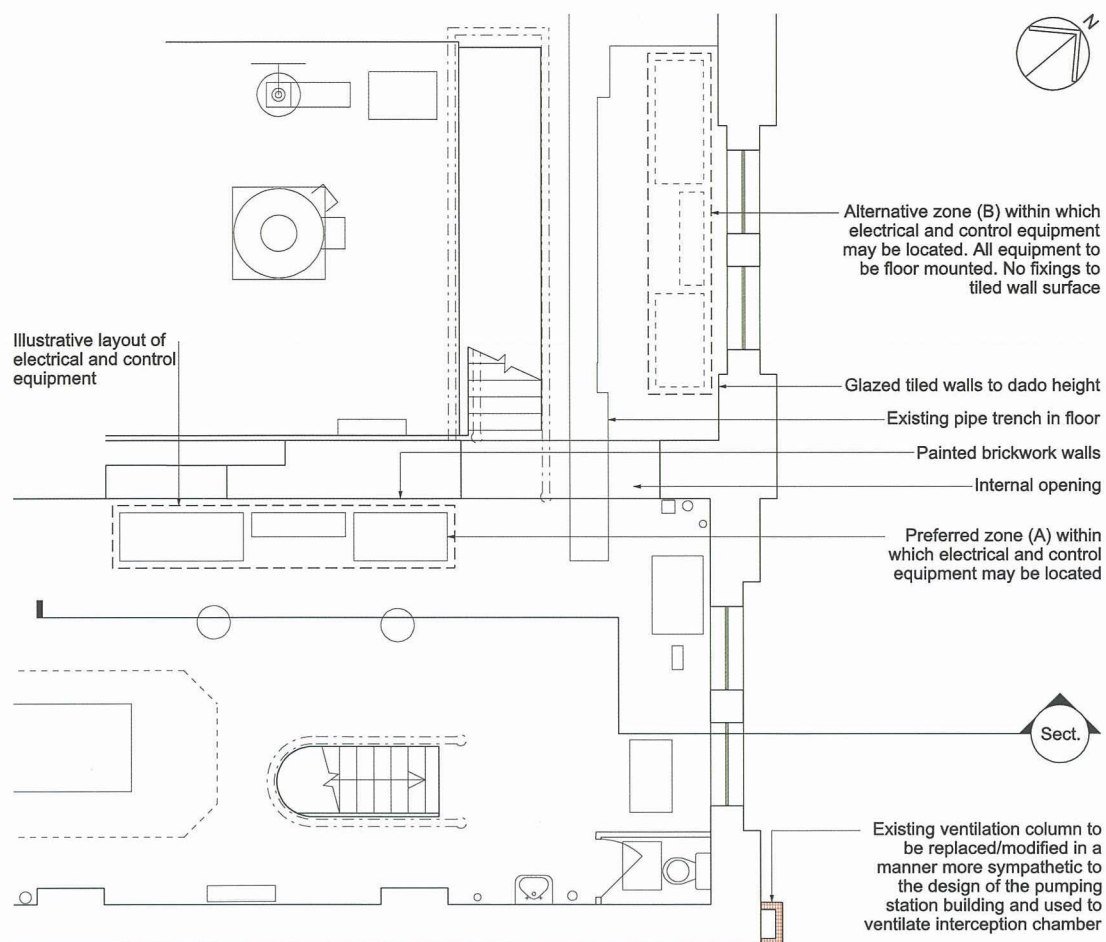 N
Alternative zone (B) within which
electrical and control equipment
may be located. All equipment to
be floor mounted. No fixings to
tiled wall surface
Illustrative layout of
electrical and control
equipment
Glazed tiled walls to dado height
Existing pipe trench in floor
Painted brickwork walls
Internal opening
Preferred zone (A) within
which electrical and control
equipment may be located
Sect.
Existing ventilation column to
be replaced/modified in a
manner more sympathetic to
the design of the pumping
station building and used to
ventilate interception chamber